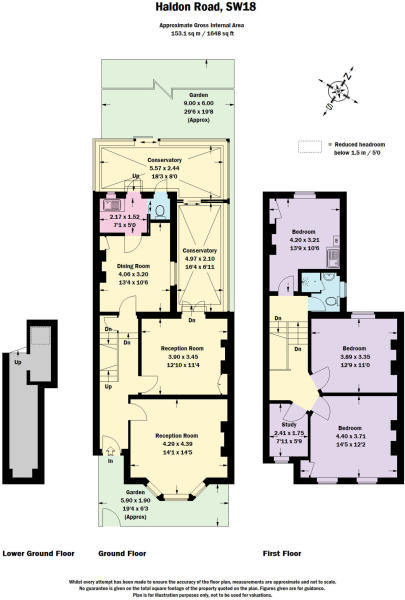 Haldon Road, SW18
Approximate Gross Internal Area
153.1 sq m / 1648 sq ft
Garden
9.00 x 6.00
29'6 x 19'8
(Approx)
N
S
= Reduced headroom
below 1.5 m / 5'0
Conservatory
5.57 x 2.44
18'3 x 8'0
Up
2.17 x 1.52
7'1 x 5'0
Bedroom
4.20 x 3.21
13'9 x 10'6
Conservatory
4.97 x 2.10
16'4 x 6'11
Dining Room
4.06 x 3.20
13'4 x 10'6
Dn
Dn
Dn
Dn
Dn
Reception Room
3.90 x 3.45
12'10 x 11'4
Bedroom
3.89 x 3.35
12'9 x 11'0
Up
Up
Reception Room
4.29 x 4.39
14'1 x 14'5
Study
2.41 x 1.75
7'11 x 5'9
Bedroom
4.40 x 3.71
14'5 x 12'2
In
Garden
5.90 x 1.90
19'4 x 6'3
(Approx)
Lower Ground Floor
Ground Floor
First Floor
Whilst every attempt has been made to ensure the accuracy of the floor plan, measurements are approximate and not to scale.
No guarantee is given on the total square footage of the property quoted on the plan. Figures given are for guidance.
Plan is for illustration purposes only, not to be used for valuations.